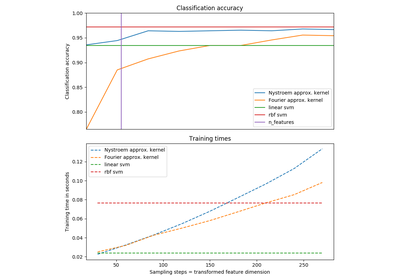 Classification accuracy
1.00
0.95
0.90
0.85
0.80
Classification accuracy
Nystroem approx. kernel
Fourier approx. kernel
linear svm
rbf svm
n_features
Training times
Nystroem approx. kernel
Fourier approx. kernel
linear svm
rbf svm
0.12
0.10
0.08
0.06
0.04
0.02
Training time in seconds
50 100 150 200 250
Sampling steps = transformed feature dimension